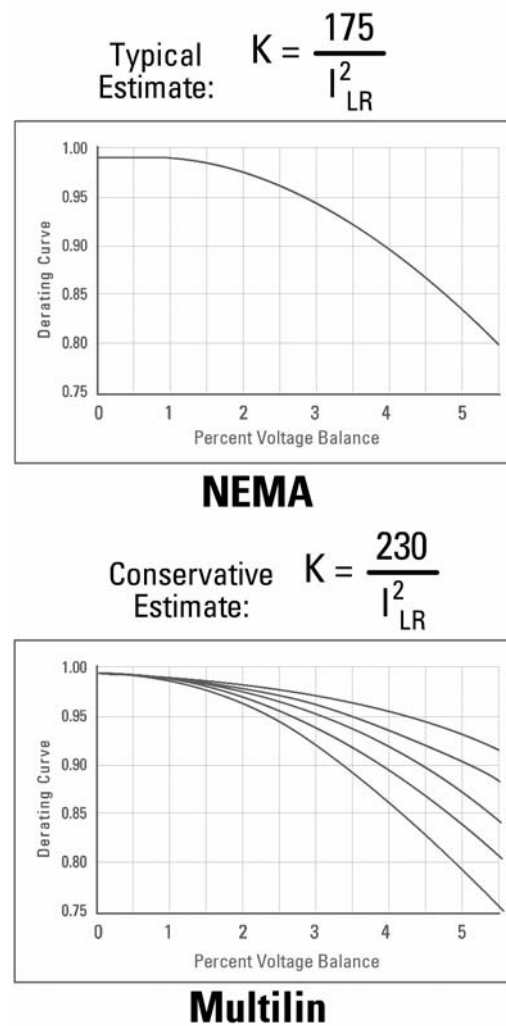 Typical
Estimate:
K = 175 / I²LR
1.00
0.95
0.90
0.85
0.80
0.75
Derating Curve
0 1 2 3 4 5
Percent Voltage Balance
NEMA
Conservative
Estimate:
K = 230 / I²LR
1.00
0.95
0.90
0.85
0.80
0.75
Derating Curve
0 1 2 3 4 5
Percent Voltage Balance
Multilin